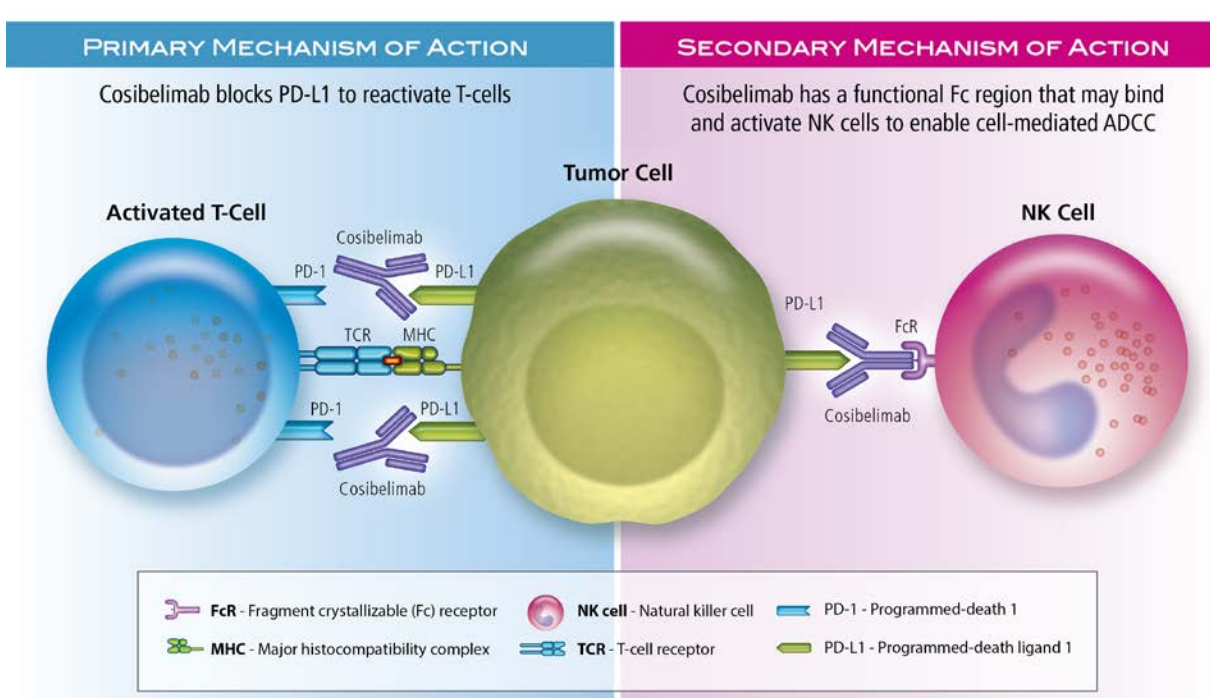 PRIMARY MECHANISM OF ACTION
Cosibelimab blocks PD-L1 to reactivate T-cells
SECONDARY MECHANISM OF ACTION
Cosibelimab has a functional Fc region that may bind
and activate NK cells to enable cell-mediated ADCC
Tumor Cell
Activated T-Cell
NK Cell
Cosibelimab
PD-1
PD-L1
TCR
MHC
PD-1
PD-L1
Cosibelimab
PD-L1
FcR
Cosibelimab
FcR - Fragment crystallizable (Fc) receptor
NK cell - Natural killer cell
PD-1 - Programmed-death 1
MHC - Major histocompatibility complex
TCR - T-cell receptor
PD-L1 - Programmed-death ligand 1